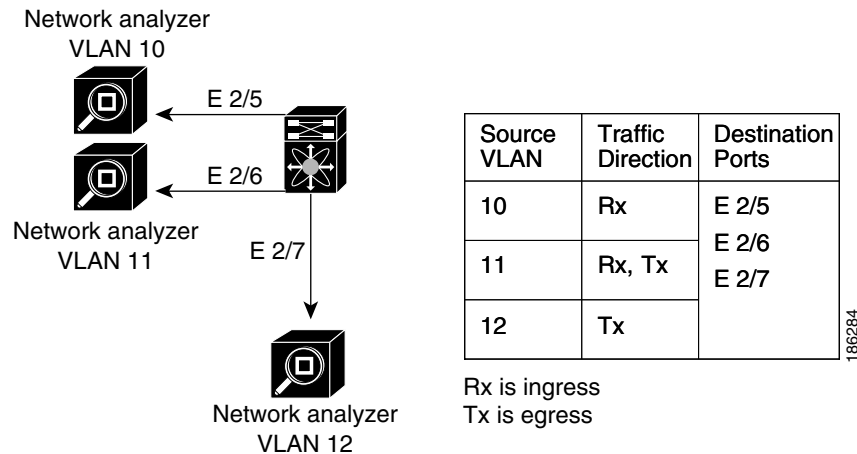 Network analyzer
VLAN 10
E 2/5
E 2/6
Network analyzer
VLAN 11
E 2/7
Network analyzer
VLAN 12
Source VLAN
Traffic Direction
Destination Ports
10
Rx
E 2/5
E 2/6
E 2/7
11
Rx, Tx
12
Tx
Rx is ingress
Tx is egress
186284